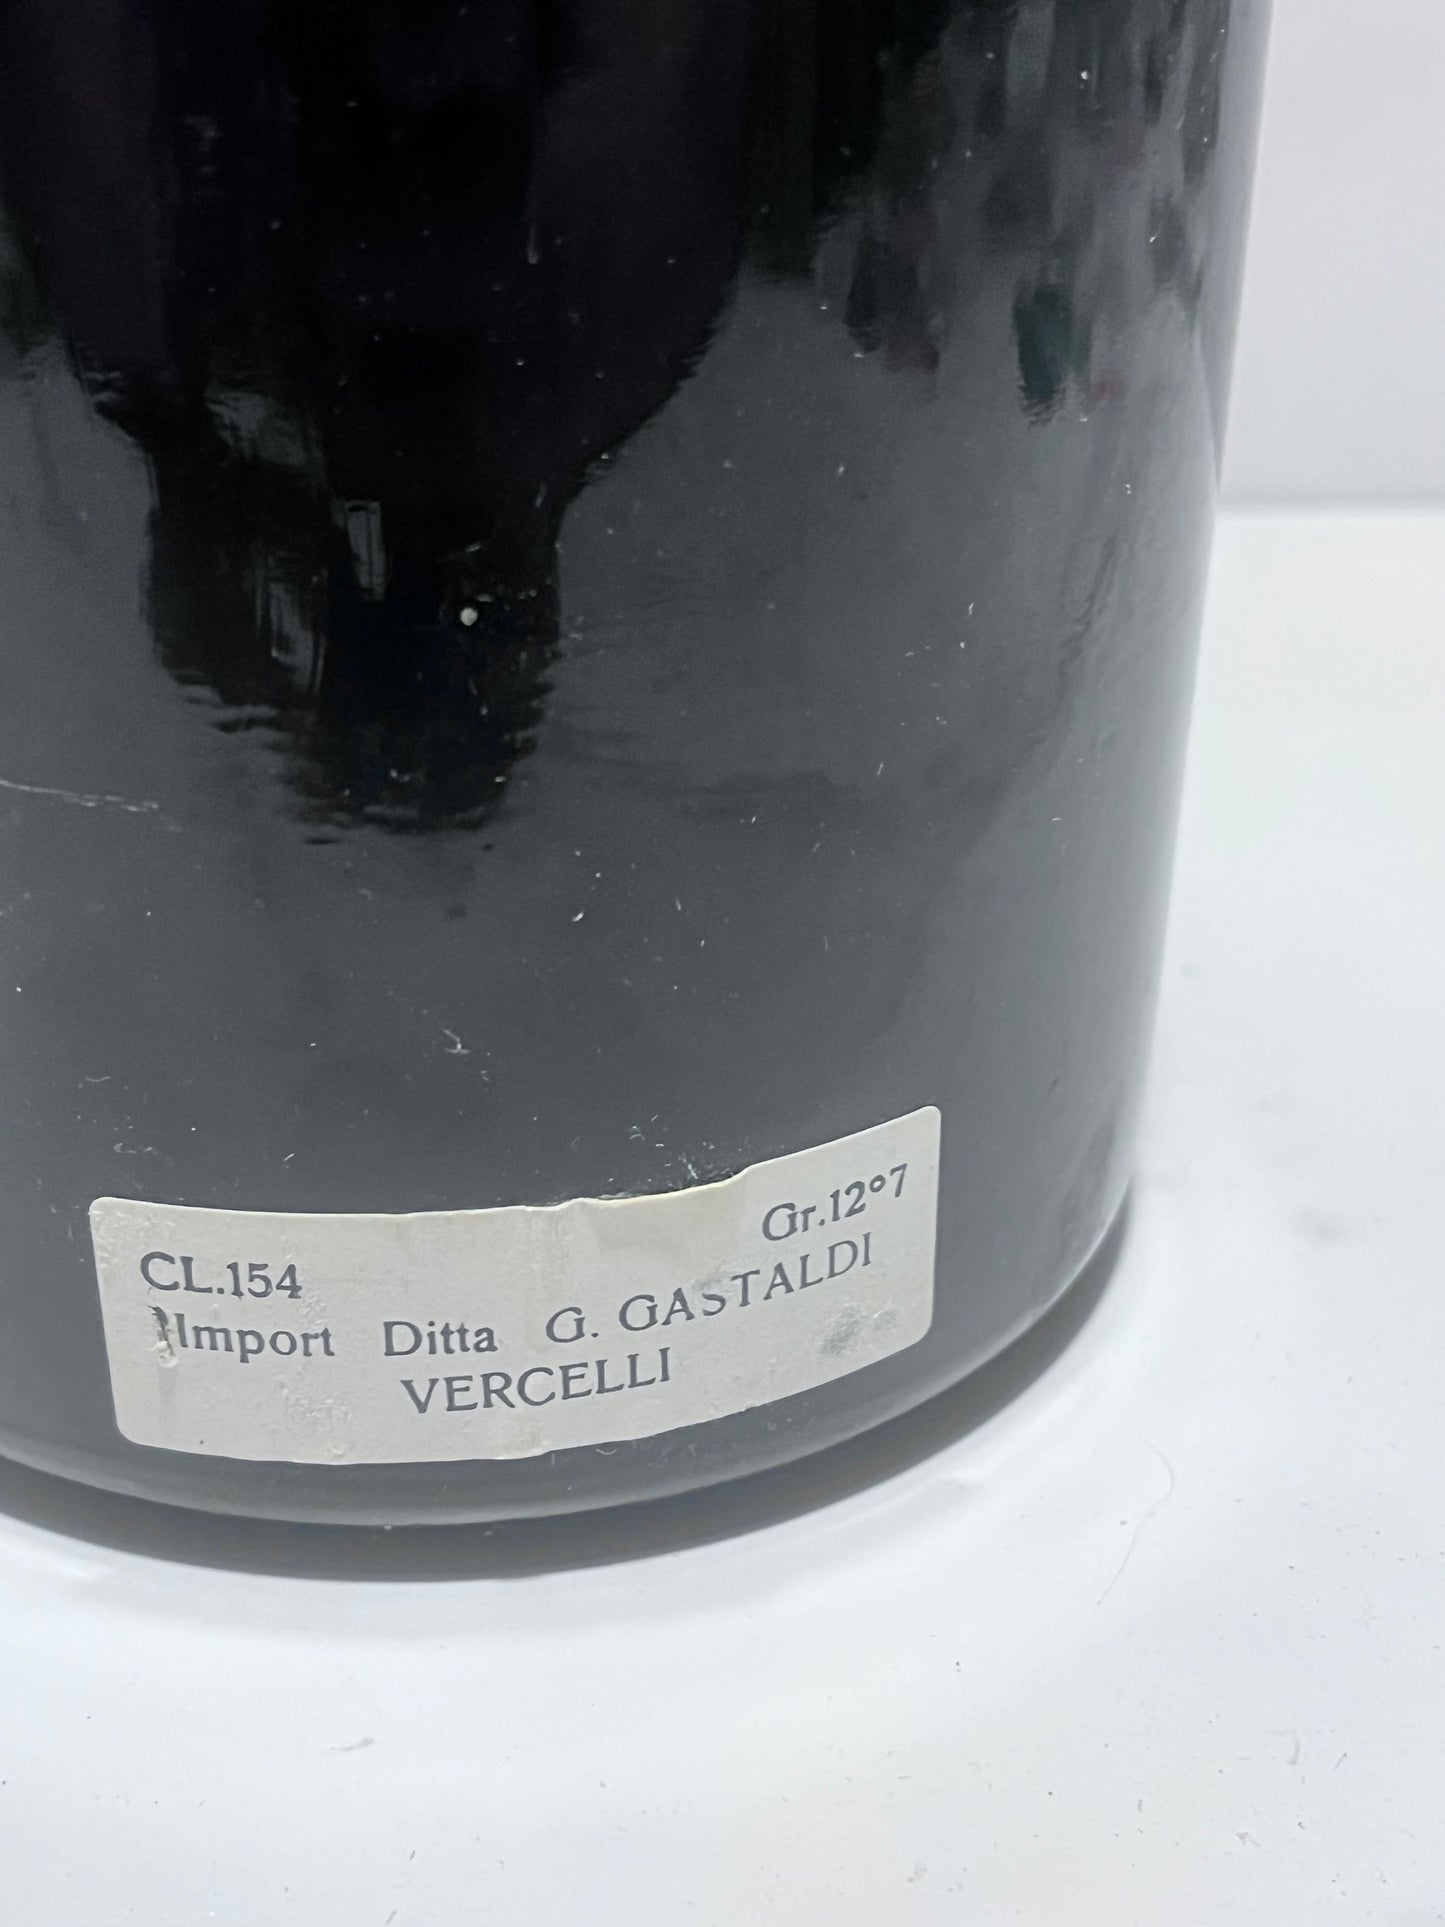 CL.154 Gr.12°7
Import Ditta G. GASTALDI
VERCELLI